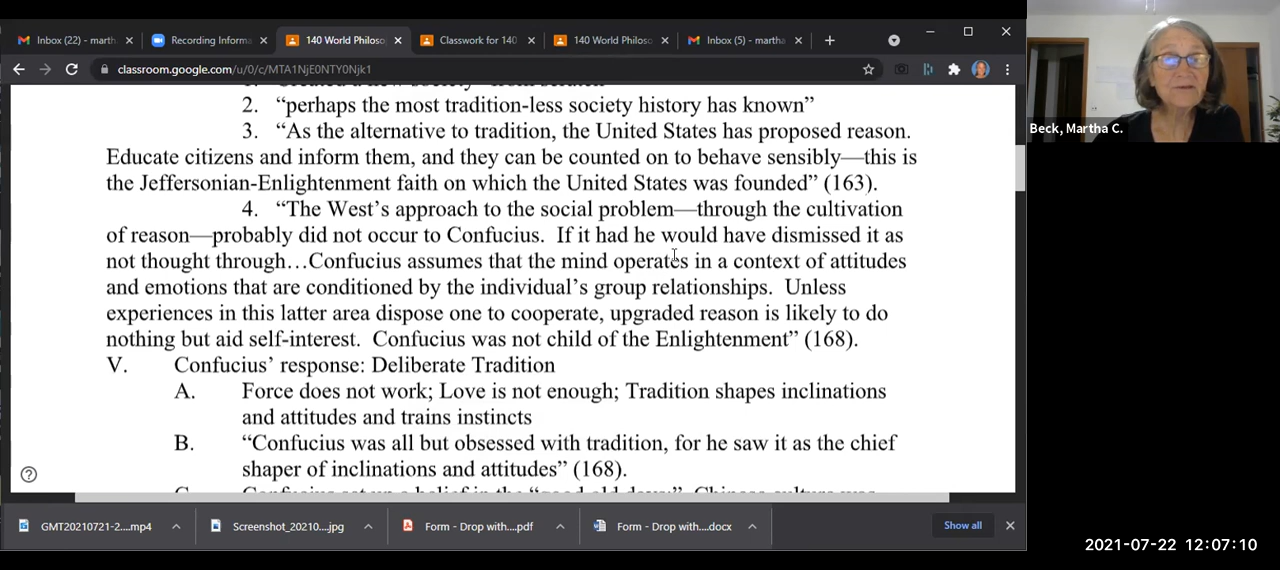 Inbox (22) - marth
Recording Informa
140 World Philoso
Classwork for 140
140 World Philoso
Inbox (5) - martha
classroom.google.com/u/0/c/MTA1NjE0NTY0Njk1
Beck, Martha C.
2. “perhaps the most tradition-less society history has known”
3. “As the alternative to tradition, the United States has proposed reason.
Educate citizens and inform them, and they can be counted on to behave sensibly—this is
the Jeffersonian-Enlightenment faith on which the United States was founded” (163).
4. “The West’s approach to the social problem—through the cultivation
of reason—probably did not occur to Confucius. If it had he would have dismissed it as
not thought through…Confucius assumes that the mind operates in a context of attitudes
and emotions that are conditioned by the individual’s group relationships. Unless
experiences in this latter area dispose one to cooperate, upgraded reason is likely to do
nothing but aid self-interest. Confucius was not child of the Enlightenment” (168).
V. Confucius’ response: Deliberate Tradition
A. Force does not work; Love is not enough; Tradition shapes inclinations
and attitudes and trains instincts
B. “Confucius was all but obsessed with tradition, for he saw it as the chief
shaper of inclinations and attitudes” (168).
GMT20210721-2....mp4
Screenshot_20210....jpg
Form - Drop with....pdf
Form - Drop with....docx
Show all
2021-07-22 12:07:10